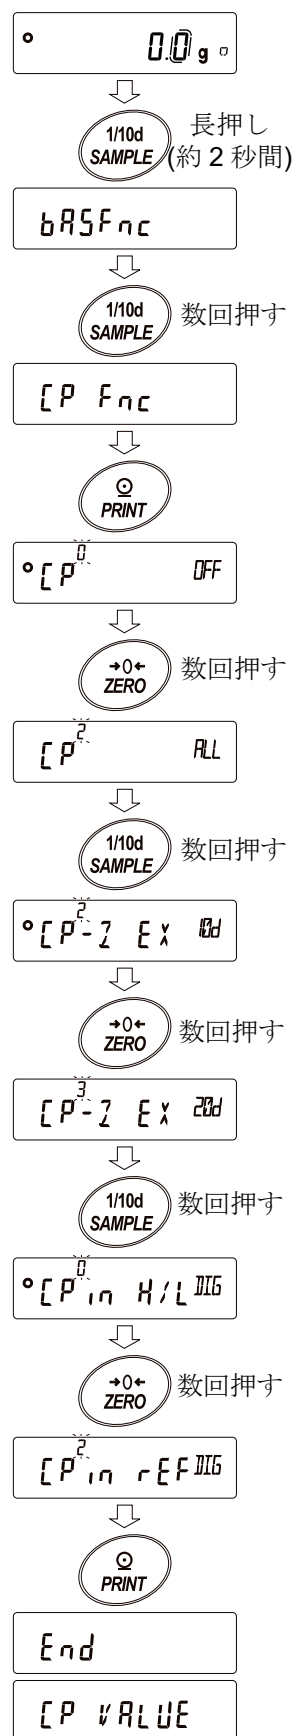 0.0 g
1/10d
SAMPLE
長押し
(約 2 秒間)
bASFnc
1/10d
SAMPLE
数回押す
CP Fnc
PRINT
CP 0 OFF
→0←
ZERO
数回押す
CP 2 ALL
1/10d
SAMPLE
数回押す
CP-Z 2 Ex 10d
→0←
ZERO
数回押す
CP-Z 3 Ex 20d
1/10d
SAMPLE
数回押す
CP in 0 H/L DIG
→0←
ZERO
数回押す
CP in 2 rEF DIG
PRINT
End
CP VALUE